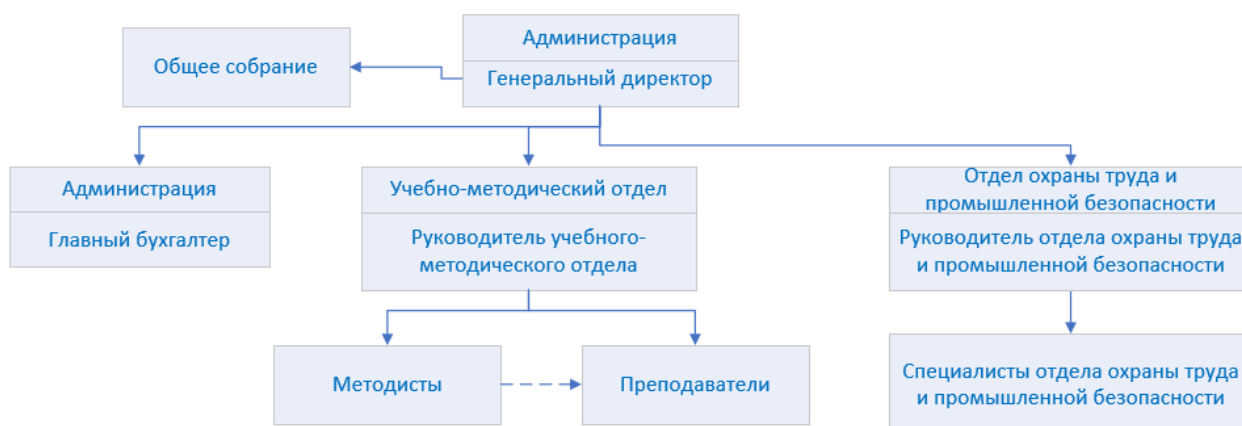 Администрация
Генеральный директор
Общее собрание
Администрация
Главный бухгалтер
Учебно-методический отдел
Руководитель учебного-
методического отдела
Отдел охраны труда и
промышленной безопасности
Руководитель отдела охраны труда
и промышленной безопасности
Методисты
Преподаватели
Специалисты отдела охраны труда
и промышленной безопасности